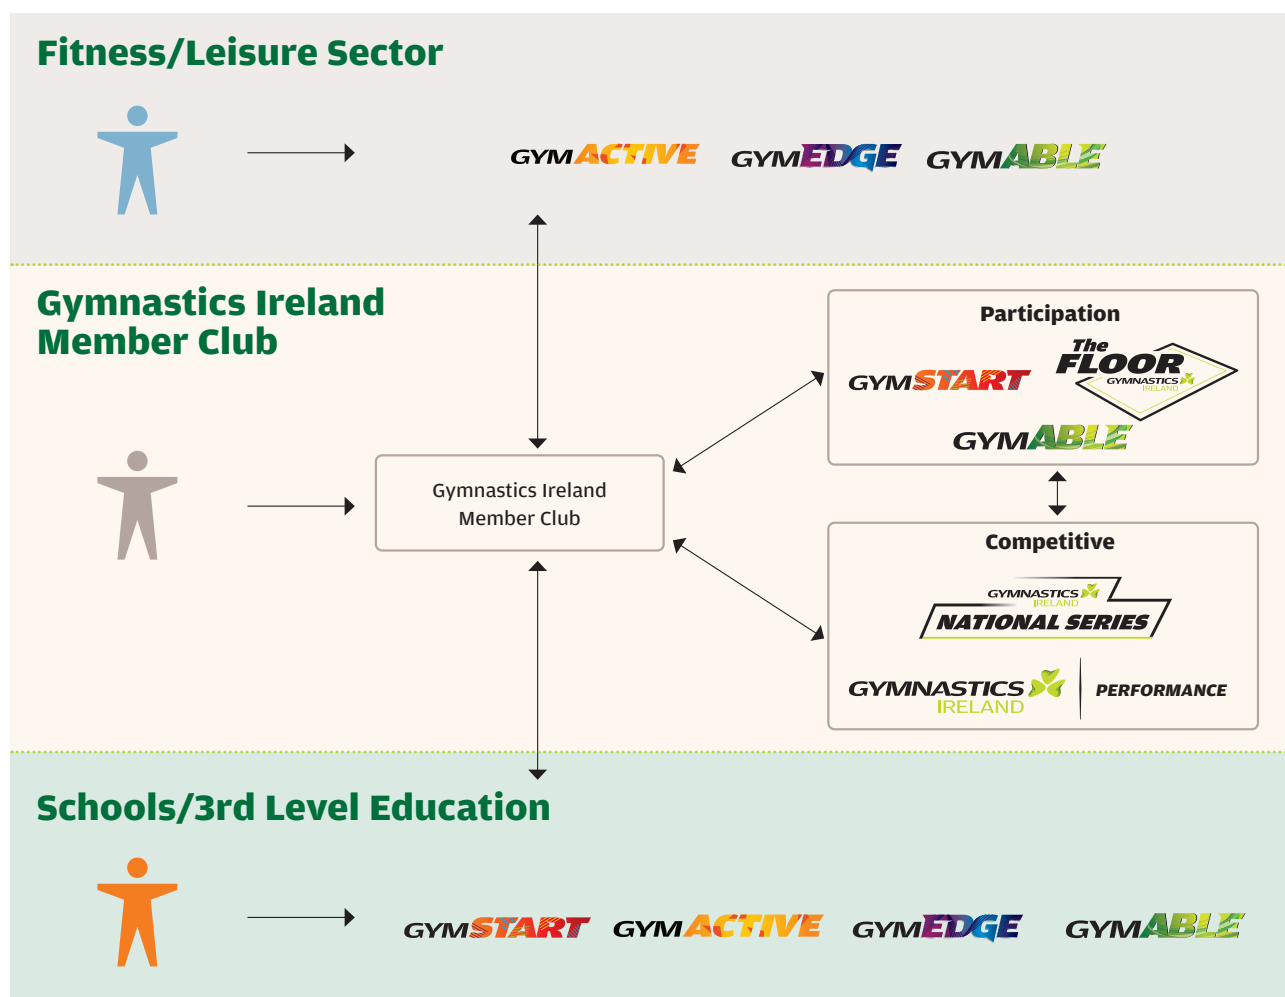 Fitness/Leisure Sector
GYMACTIVE GYMEDGE GYMABLE
Gymnastics Ireland
Member Club
Participation
The
FLOOR
GYMNASTICS
IRELAND
GYMSTART
GYMABLE
Gymnastics Ireland
Member Club
Competitive
GYMNASTICS
IRELAND
NATIONAL SERIES
GYMNASTICS
IRELAND
PERFORMANCE
Schools/3rd Level Education
GYMSTART GYMACTIVE GYMEDGE GYMABLE